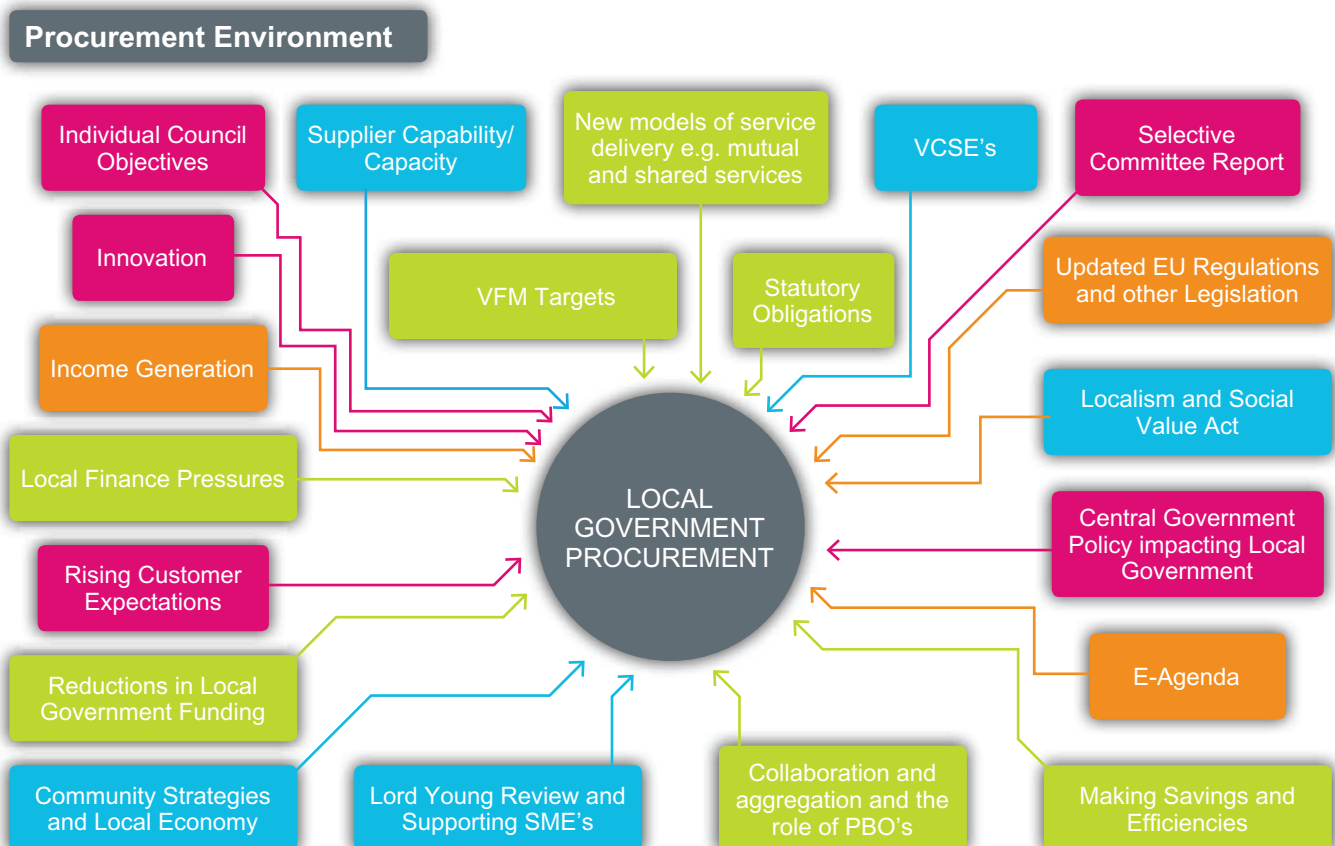 Procurement Environment
Individual Council
Objectives
Supplier Capability/
Capacity
New models of service
delivery e.g. mutual
and shared services
VCSE's
Selective
Committee Report
Innovation
VFM Targets
Statutory
Obligations
Updated EU Regulations
and other Legislation
Income Generation
Localism and Social
Value Act
Local Finance Pressures
LOCAL
GOVERNMENT
PROCUREMENT
Central Government
Policy impacting Local
Government
Rising Customer
Expectations
Reductions in Local
Government Funding
E-Agenda
Community Strategies
and Local Economy
Lord Young Review and
Supporting SME's
Collaboration and
aggregation and the
role of PBO's
Making Savings and
Efficiencies